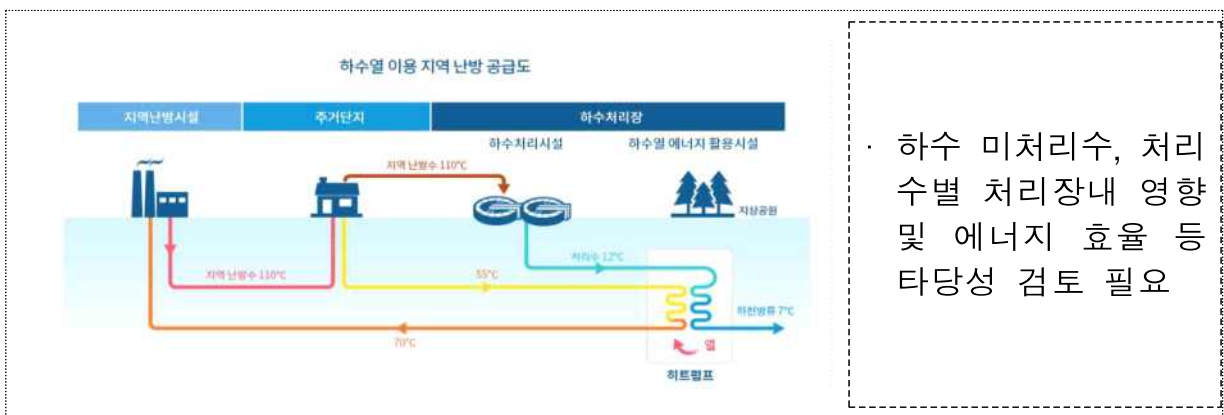 하수열 이용 지역 난방 공급도
지역난방시설 주거단지 하수처리장
하수처리시설 하수열 에너지 활용시설
지역 난방수 110℃
지상공원
지역 난방수 110℃
55℃
처리수 12℃
하천방류 7℃
70℃
열
히트펌프
· 하수 미처리수, 처리
수별 처리장내 영향
및 에너지 효율 등
타당성 검토 필요